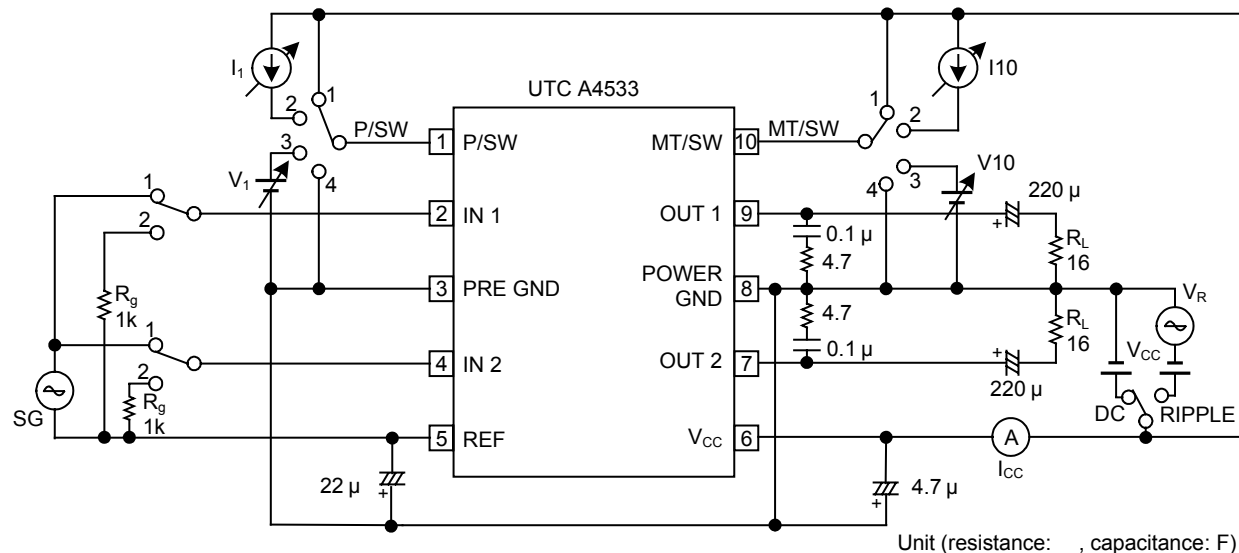 UTC A4533
I1
I10
1
2
3
4
P/SW
V1
1
2
3
4
MT/SW
V10
1 P/SW
2 IN 1
3 PRE GND
4 IN 2
5 REF
MT/SW 10
OUT 1 9
POWER GND 8
OUT 2 7
VCC 6
1
2
Rg
1k
1
2
Rg
1k
SG
22 µ
+
220 µ
+
0.1 µ
4.7
RL
16
4.7
0.1 µ
RL
16
+
220 µ
VR
VCC
DC
RIPPLE
A
ICC
4.7 µ
+
Unit (resistance: , capacitance: F)